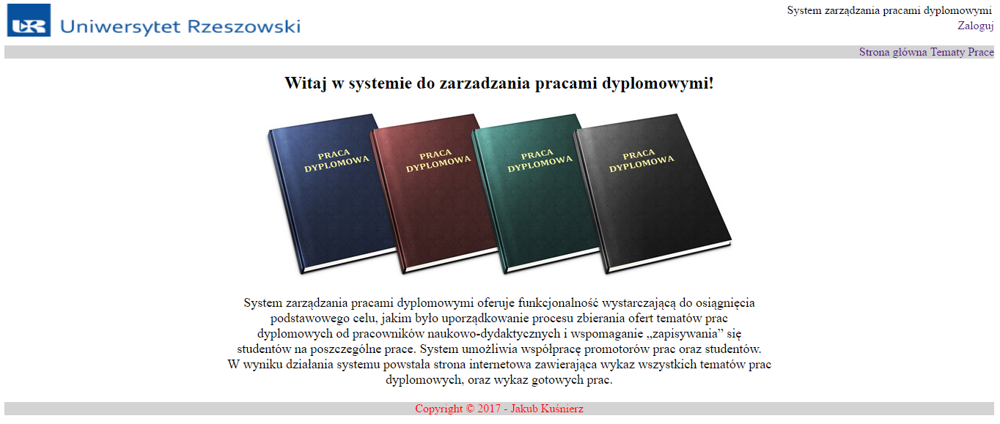 UR Uniwersytet Rzeszowski
System zarządzania pracami dyplomowymi
Zaloguj
Strona główna Tematy Prace
Witaj w systemie do zarzadzania pracami dyplomowymi!
PRACA
DYPLOMOWA
PRACA
DYPLOMOWA
PRACA
DYPLOMOWA
PRACA
DYPLOMOWA
System zarządzania pracami dyplomowymi oferuje funkcjonalność wystarczającą do osiągnięcia
podstawowego celu, jakim było uporządkowanie procesu zbierania ofert tematów prac
dyplomowych od pracowników naukowo-dydaktycznych i wspomaganie „zapisywania” się
studentów na poszczególne prace. System umożliwia współpracę promotorów prac oraz studentów.
W wyniku działania systemu powstała strona internetowa zawierająca wykaz wszystkich tematów prac
dyplomowych, oraz wykaz gotowych prac.
Copyright © 2017 - Jakub Kuśnierz